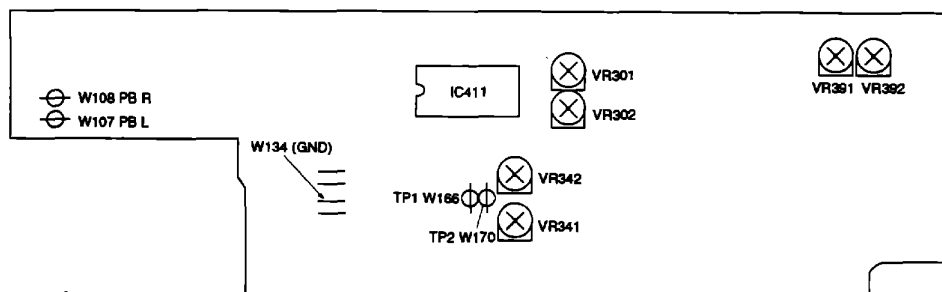 W108 PB R
W107 PB L
IC411
VR301
VR302
VR391 VR392
W134 (GND)
VR342
TP1 W166
TP2 W170
VR341